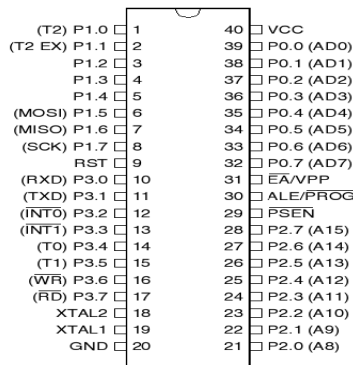 (T2) P1.0 1 40 VCC
(T2 EX) P1.1 2 39 P0.0 (AD0)
P1.2 3 38 P0.1 (AD1)
P1.3 4 37 P0.2 (AD2)
P1.4 5 36 P0.3 (AD3)
(MOSI) P1.5 6 35 P0.4 (AD4)
(MISO) P1.6 7 34 P0.5 (AD5)
(SCK) P1.7 8 33 P0.6 (AD6)
RST 9 32 P0.7 (AD7)
(RXD) P3.0 10 31 E̅A̅/VPP
(TXD) P3.1 11 30 ALE/P̅R̅O̅G̅
(I̅N̅T̅0̅) P3.2 12 29 P̅S̅E̅N̅
(I̅N̅T̅1̅) P3.3 13 28 P2.7 (A15)
(T0) P3.4 14 27 P2.6 (A14)
(T1) P3.5 15 26 P2.5 (A13)
(W̅R̅) P3.6 16 25 P2.4 (A12)
(R̅D̅) P3.7 17 24 P2.3 (A11)
XTAL2 18 23 P2.2 (A10)
XTAL1 19 22 P2.1 (A9)
GND 20 21 P2.0 (A8)